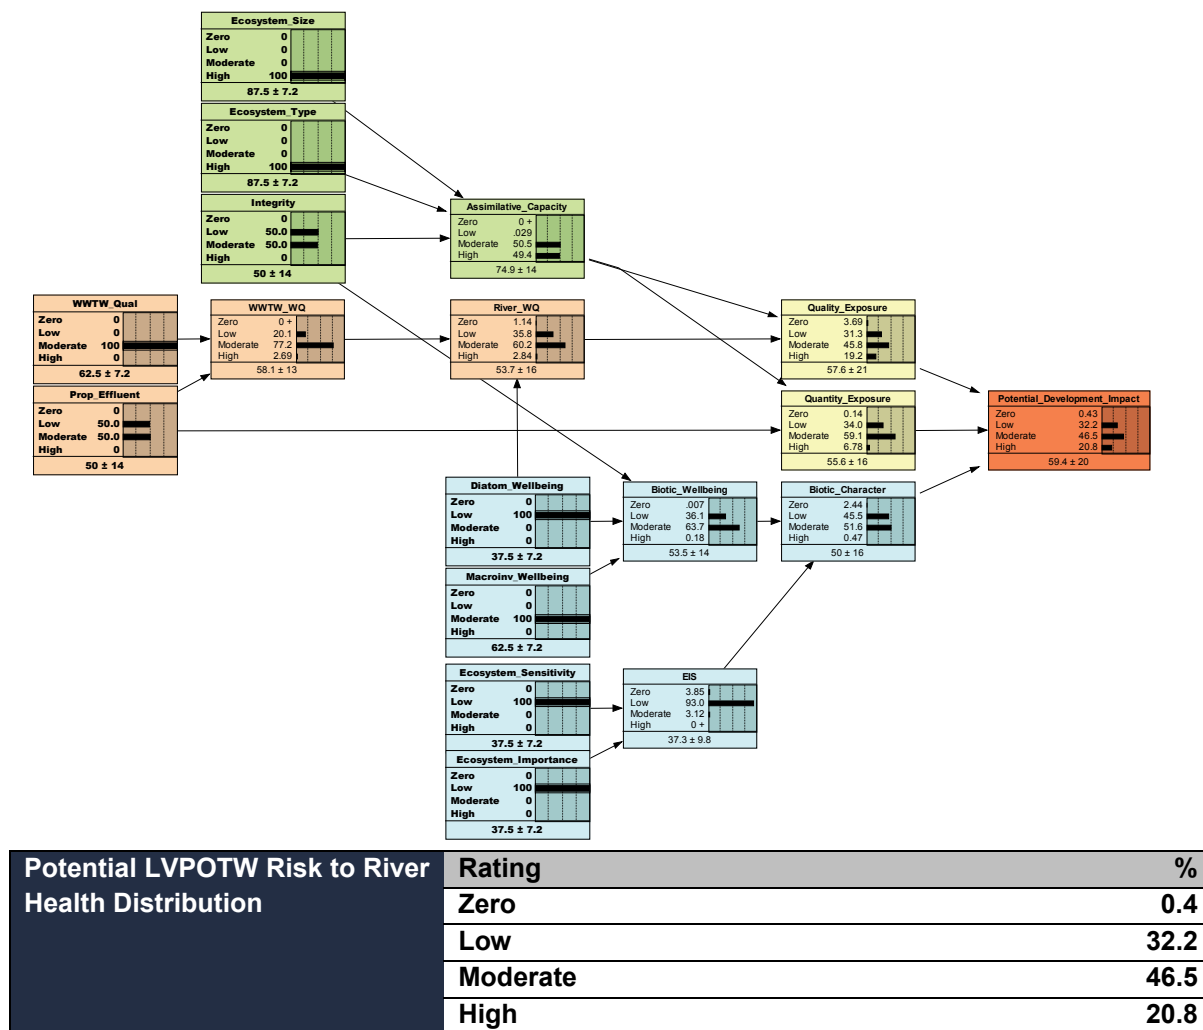 Ecosystem_Size
Zero 0
Low 0
Moderate 0
High 100
87.5 ± 7.2
Ecosystem_Type
Zero 0
Low 0
Moderate 0
High 100
87.5 ± 7.2
Integrity
Zero 0
Low 50.0
Moderate 50.0
High 0
50 ± 14
Assimilative_Capacity
Zero 0 +
Low .029
Moderate 50.5
High 49.4
74.9 ± 14
WWTW_Qual
Zero 0
Low 0
Moderate 100
High 0
62.5 ± 7.2
WWTW_WQ
Zero 0 +
Low 20.1
Moderate 77.2
High 2.69
58.1 ± 13
River_WQ
Zero 1.14
Low 35.8
Moderate 60.2
High 2.84
53.7 ± 16
Quality_Exposure
Zero 3.69
Low 31.3
Moderate 45.8
High 19.2
57.6 ± 21
Prop_Effluent
Zero 0
Low 50.0
Moderate 50.0
High 0
50 ± 14
Quantity_Exposure
Zero 0.14
Low 34.0
Moderate 59.1
High 6.78
55.6 ± 16
Potential_Development_Impact
Zero 0.43
Low 32.2
Moderate 46.5
High 20.8
59.4 ± 20
Diatom_Wellbeing
Zero 0
Low 100
Moderate 0
High 0
37.5 ± 7.2
Biotic_Wellbeing
Zero .007
Low 36.1
Moderate 63.7
High 0.18
53.5 ± 14
Biotic_Character
Zero 2.44
Low 45.5
Moderate 51.6
High 0.47
50 ± 16
Macroinv_Wellbeing
Zero 0
Low 0
Moderate 100
High 0
62.5 ± 7.2
Ecosystem_Sensitivity
Zero 0
Low 100
Moderate 0
High 0
37.5 ± 7.2
EIS
Zero 3.85
Low 93.0
Moderate 3.12
High 0 +
37.3 ± 9.8
Ecosystem_Importance
Zero 0
Low 100
Moderate 0
High 0
37.5 ± 7.2
Potential LVPOTW Risk to River
Health Distribution
Rating %
Zero 0.4
Low 32.2
Moderate 46.5
High 20.8